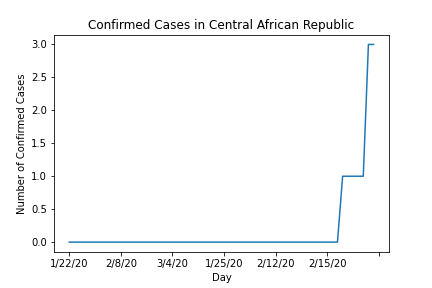 Confirmed Cases in Central African Republic
3.0
2.5
2.0
1.5
1.0
0.5
0.0
Number of Confirmed Cases
1/22/20 2/8/20 3/4/20 1/25/20 2/12/20 2/15/20
Day